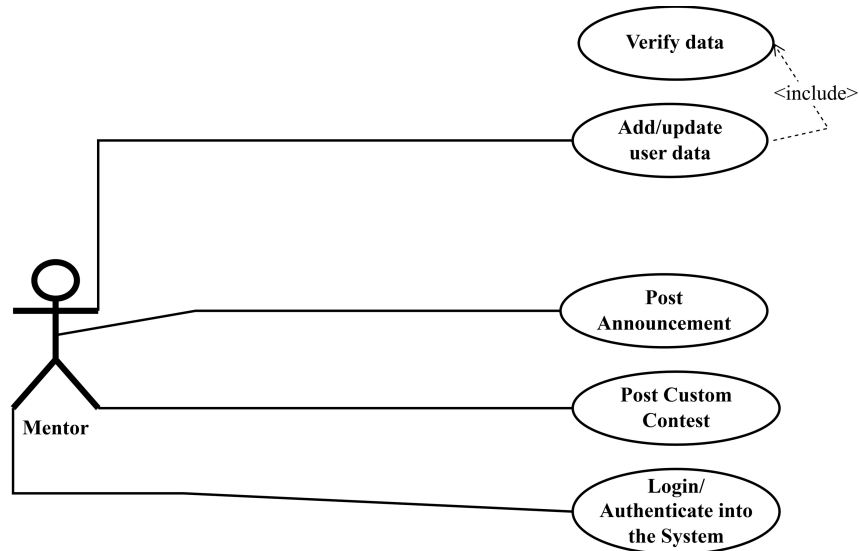 Verify data
<include>
Add/update
user data
Post
Announcement
Post Custom
Contest
Mentor
Login/
Authenticate into
the System